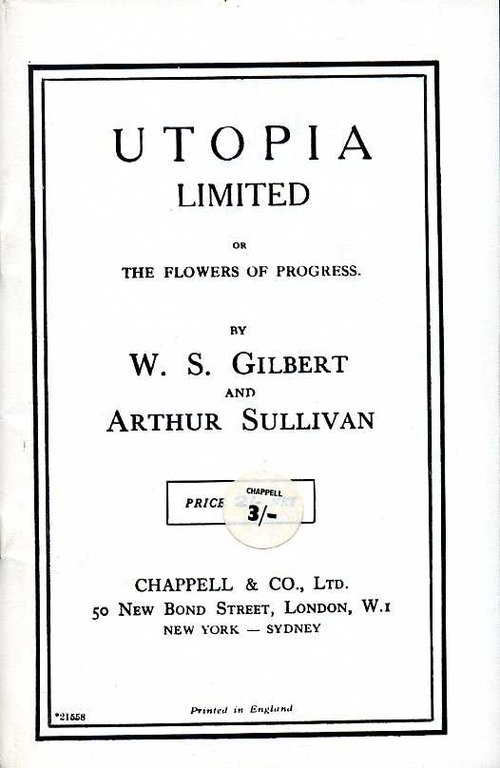 UTOPIA
LIMITED
OR
THE FLOWERS OF PROGRESS.
BY
W. S. GILBERT
AND
ARTHUR SULLIVAN
PRICE
CHAPPELL
3/-
CHAPPELL & CO., LTD.
50 NEW BOND STREET, LONDON, W.1
NEW YORK — SYDNEY
Printed in England
*21558